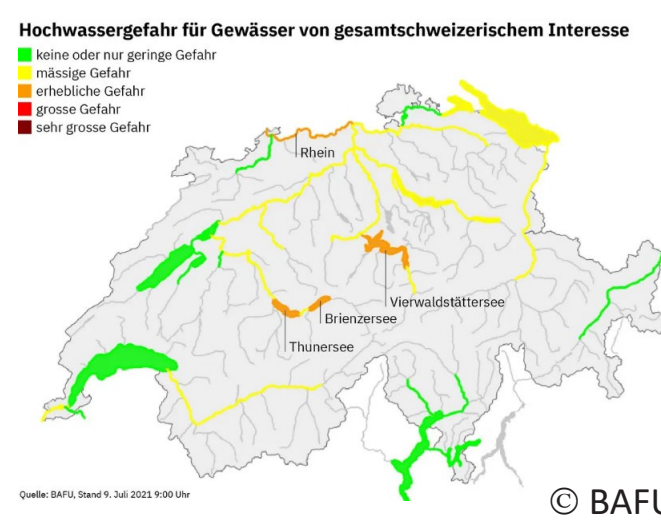 Hochwassergefahr für Gewässer von gesamtschweizerischem Interesse
keine oder nur geringe Gefahr
mässige Gefahr
erhebliche Gefahr
grosse Gefahr
sehr grosse Gefahr
Rhein
Vierwaldstättersee
Brienzersee
Thunersee
Quelle: BAFU, Stand 9. Juli 2021 9:00 Uhr
© BAFU